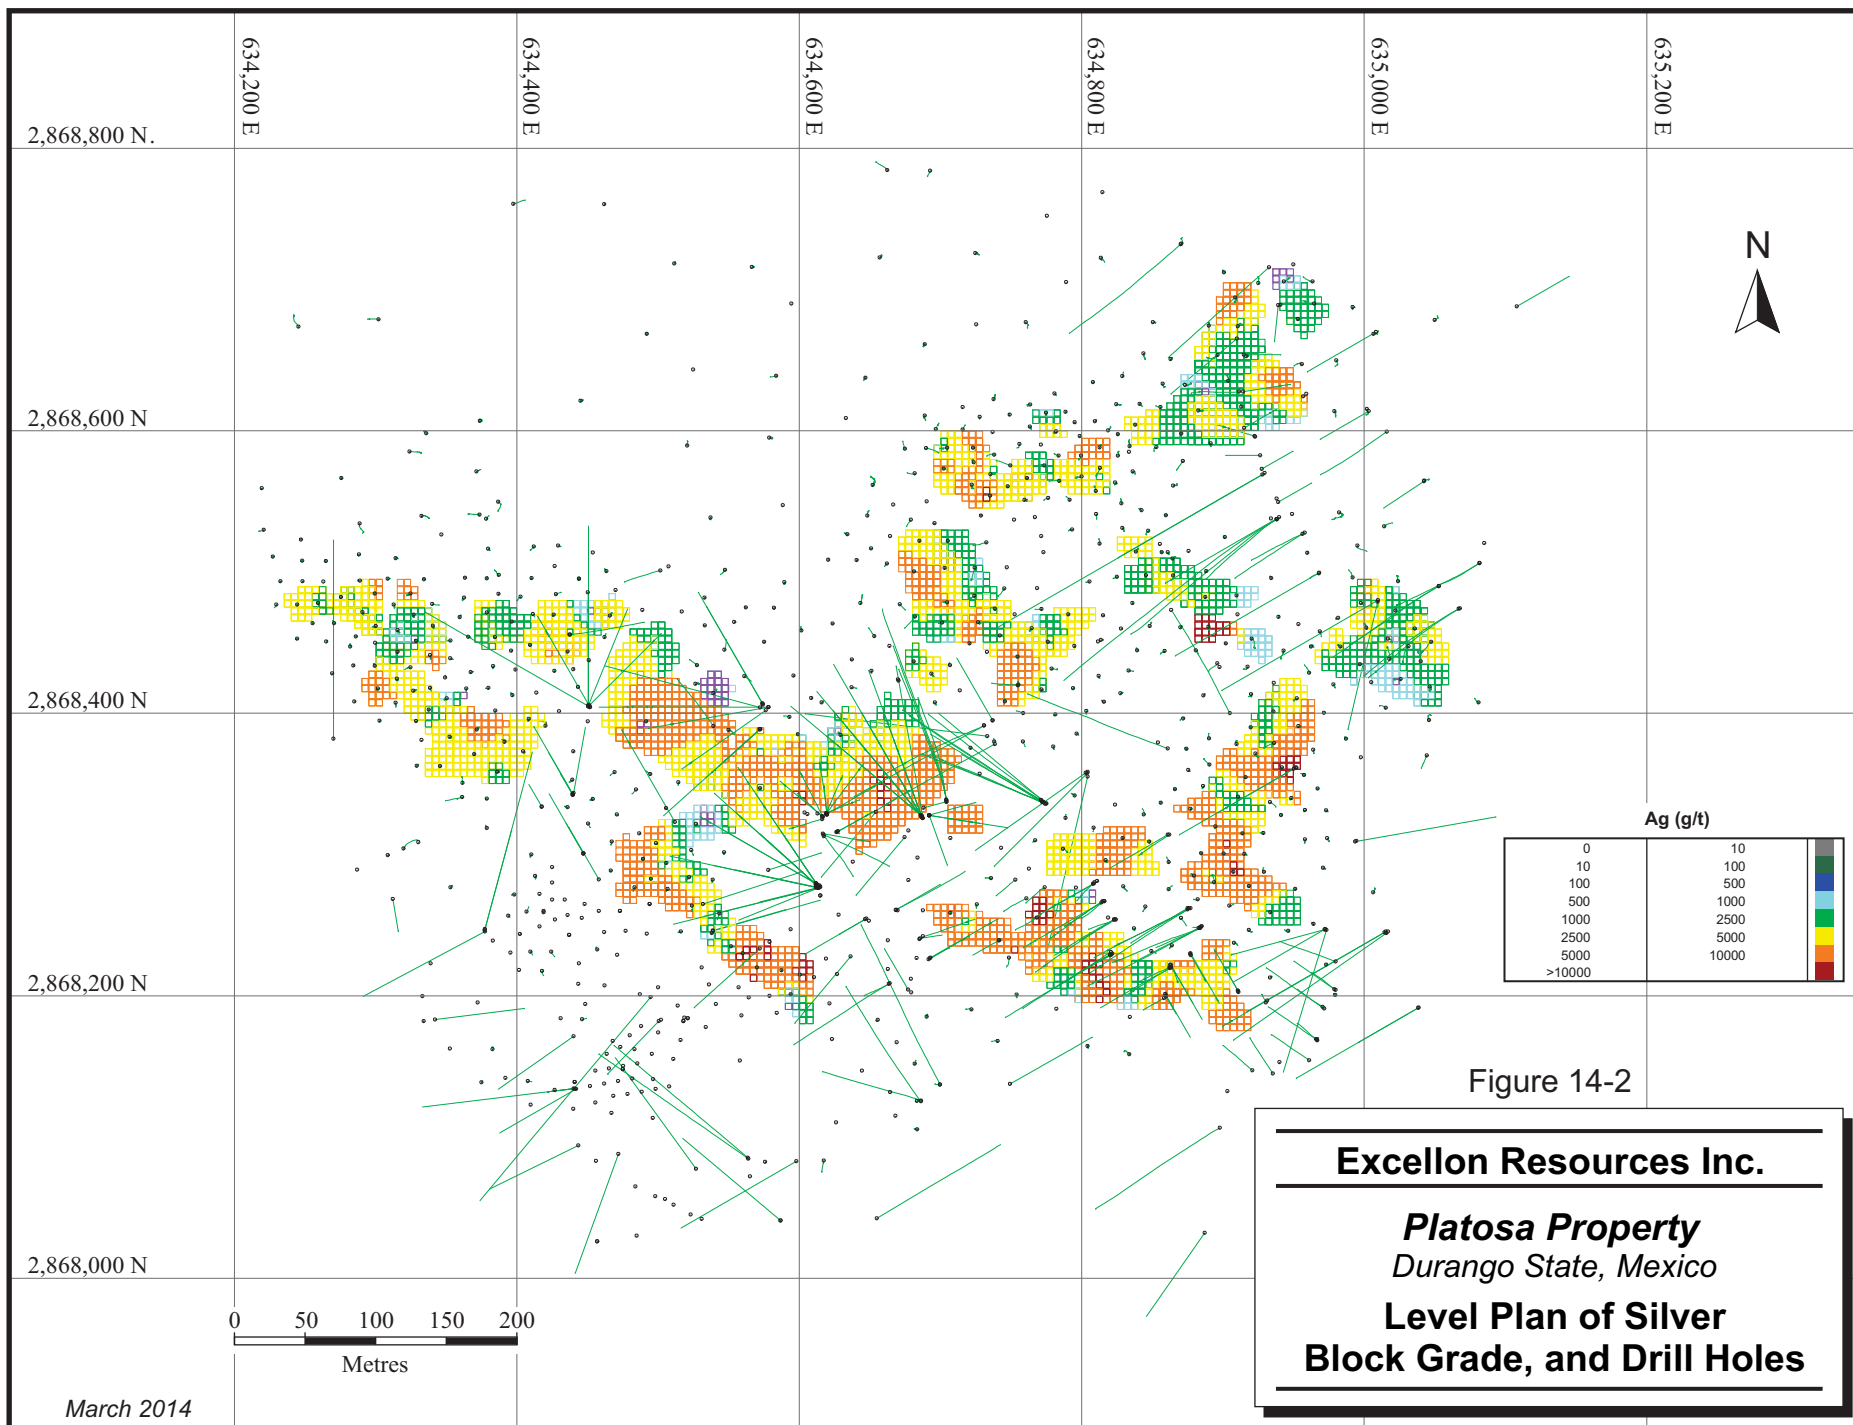 634,200 E
634,400 E
634,600 E
634,800 E
635,000 E
635,200 E
2,868,800 N.
N
2,868,600 N
2,868,400 N
Ag (g/t)
0 10
10 100
100 500
500 1000
1000 2500
2500 5000
5000 10000
>10000
2,868,200 N
Figure 14-2
Excellon Resources Inc.
Platosa Property
Durango State, Mexico
Level Plan of Silver
Block Grade, and Drill Holes
2,868,000 N
0 50 100 150 200
Metres
March 2014